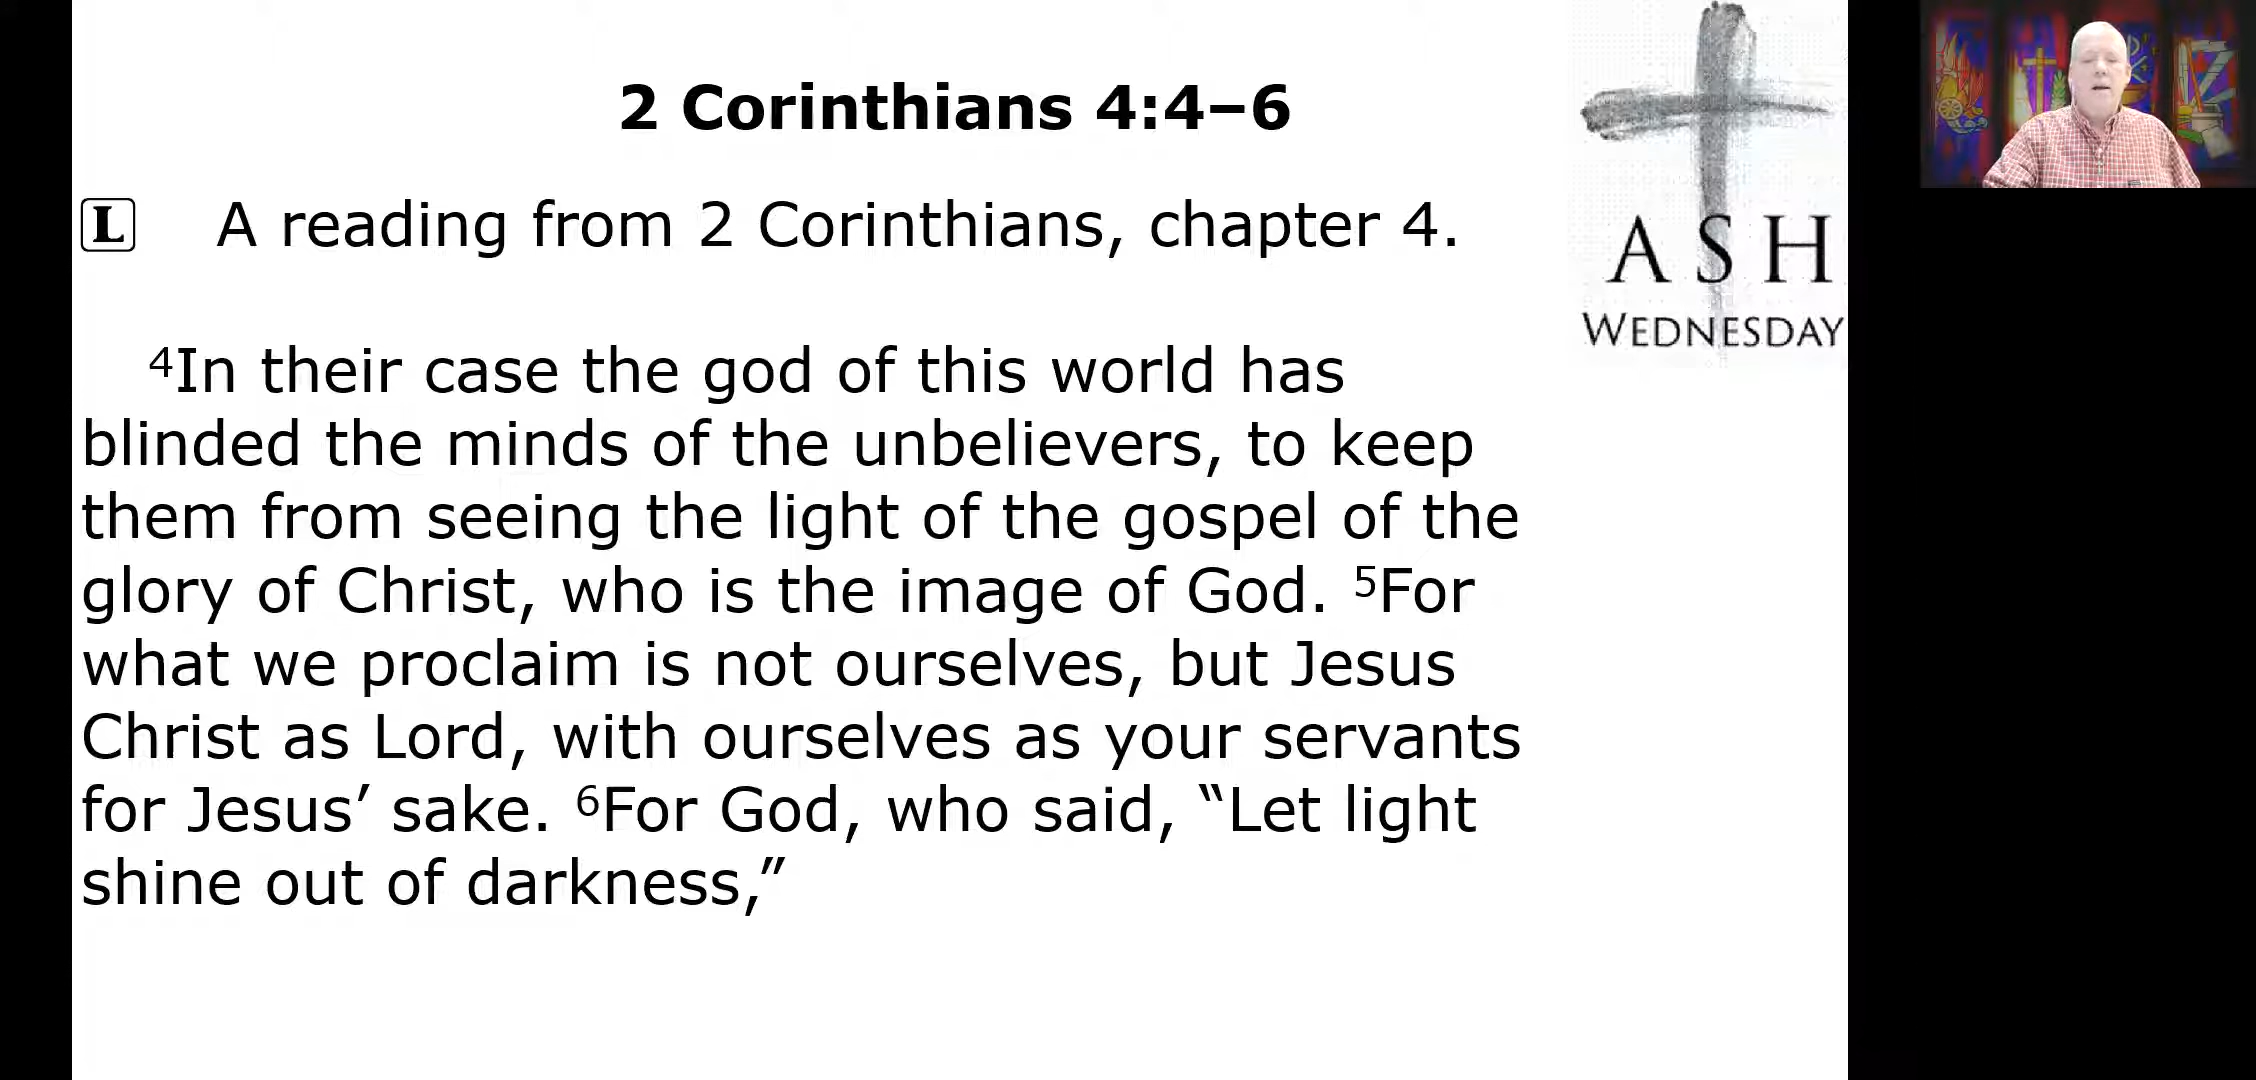 2 Corinthians 4:4–6
L A reading from 2 Corinthians, chapter 4.
4In their case the god of this world has
blinded the minds of the unbelievers, to keep
them from seeing the light of the gospel of the
glory of Christ, who is the image of God. 5For
what we proclaim is not ourselves, but Jesus
Christ as Lord, with ourselves as your servants
for Jesus’ sake. 6For God, who said, “Let light
shine out of darkness,”
ASH
WEDNESDAY